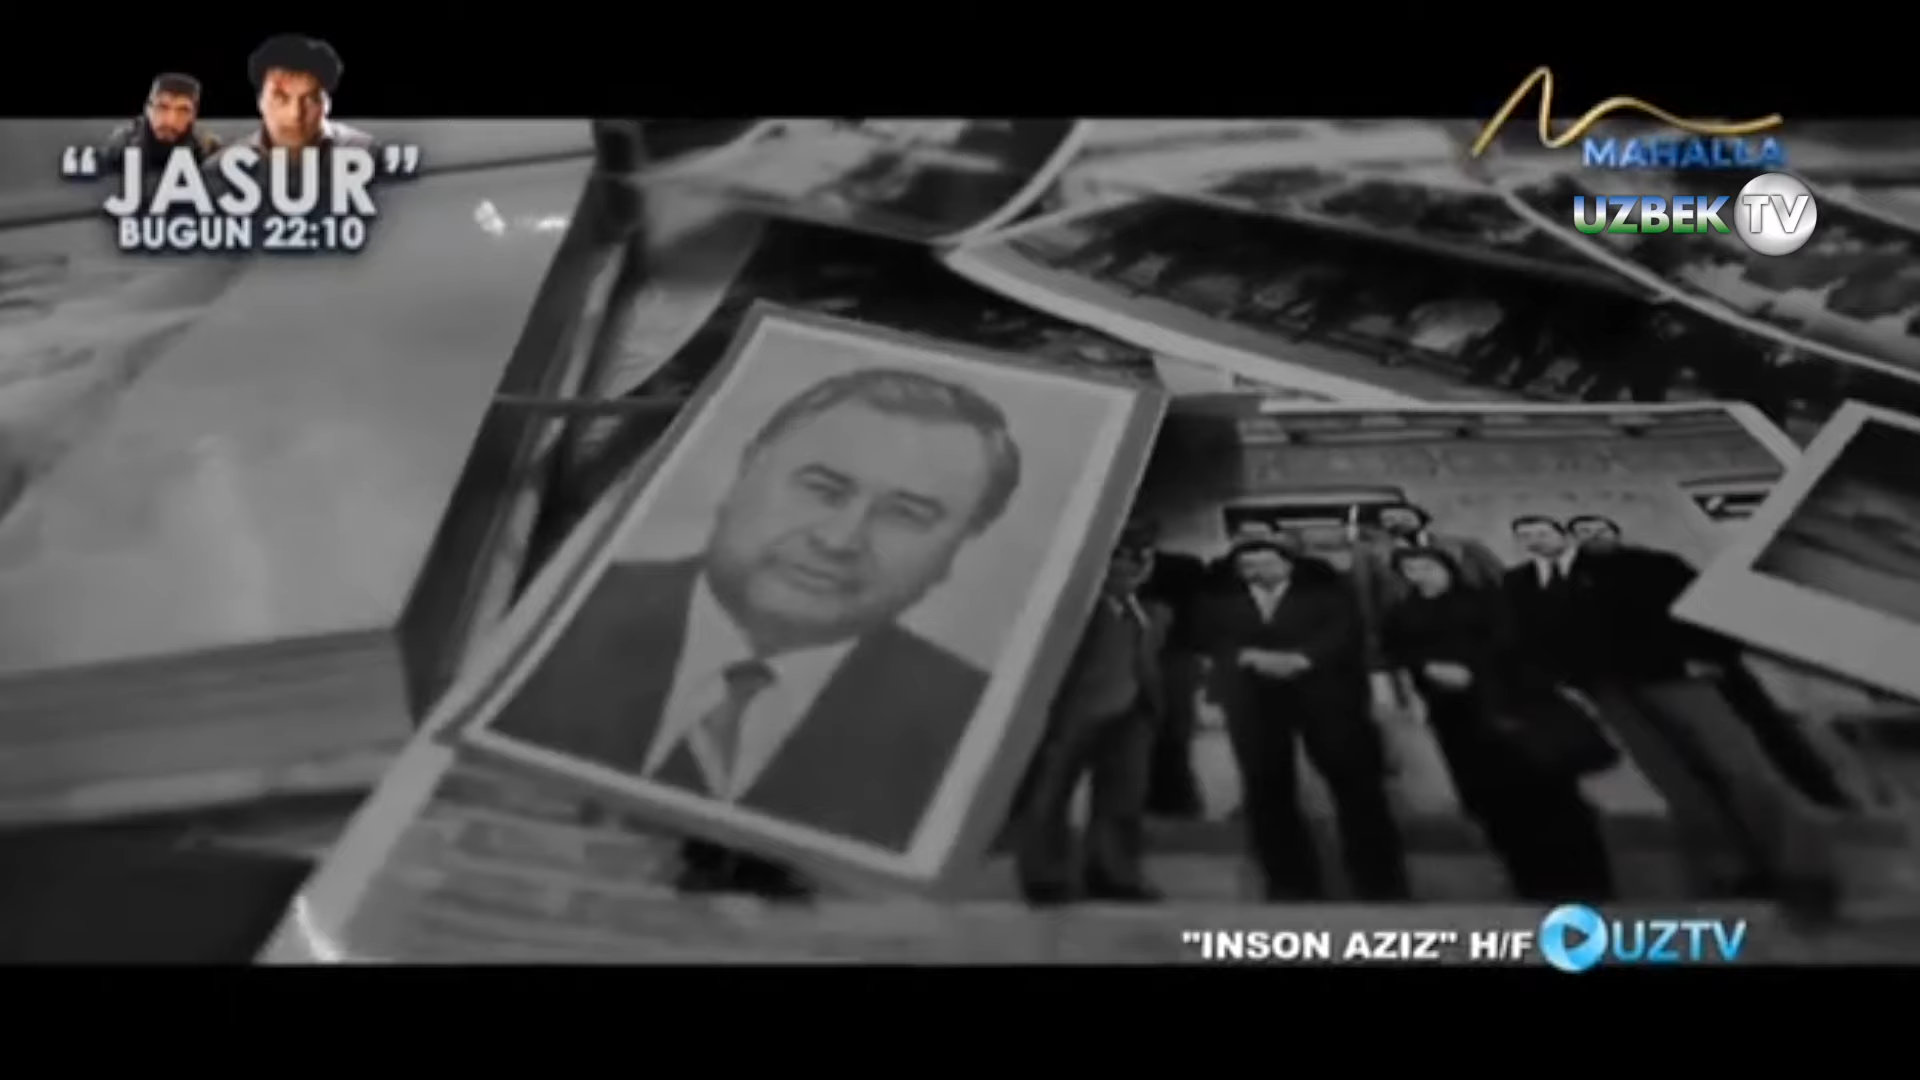 “JASUR”
BUGUN 22:10
MAHALLA
UZBEK TV
"INSON AZIZ" H/F
UZTV